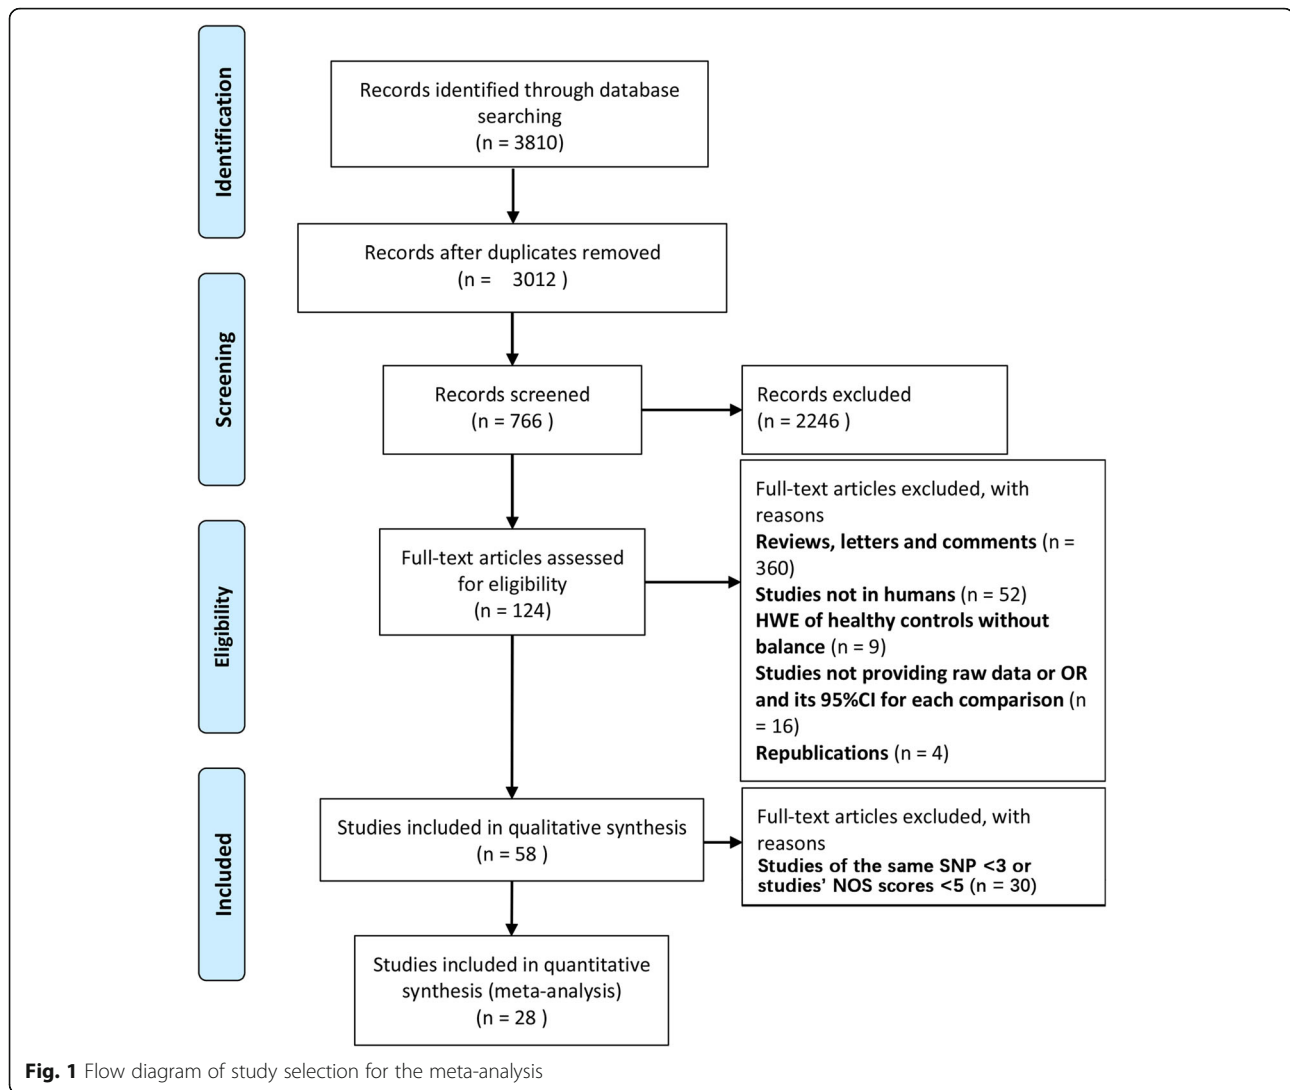 Identification
Records identified through database
searching
(n = 3810)
Records after duplicates removed
(n = 3012 )
Screening
Records screened
(n = 766 )
Records excluded
(n = 2246 )
Eligibility
Full-text articles assessed
for eligibility
(n = 124)
Full-text articles excluded, with
reasons
Reviews, letters and comments (n =
360)
Studies not in humans (n = 52)
HWE of healthy controls without
balance (n = 9)
Studies not providing raw data or OR
and its 95%CI for each comparison (n
= 16)
Republications (n = 4)
Included
Studies included in qualitative synthesis
(n = 58 )
Full-text articles excluded, with
reasons
Studies of the same SNP <3 or
studies' NOS scores <5 (n = 30)
Studies included in quantitative
synthesis (meta-analysis)
(n = 28 )
Fig. 1 Flow diagram of study selection for the meta-analysis